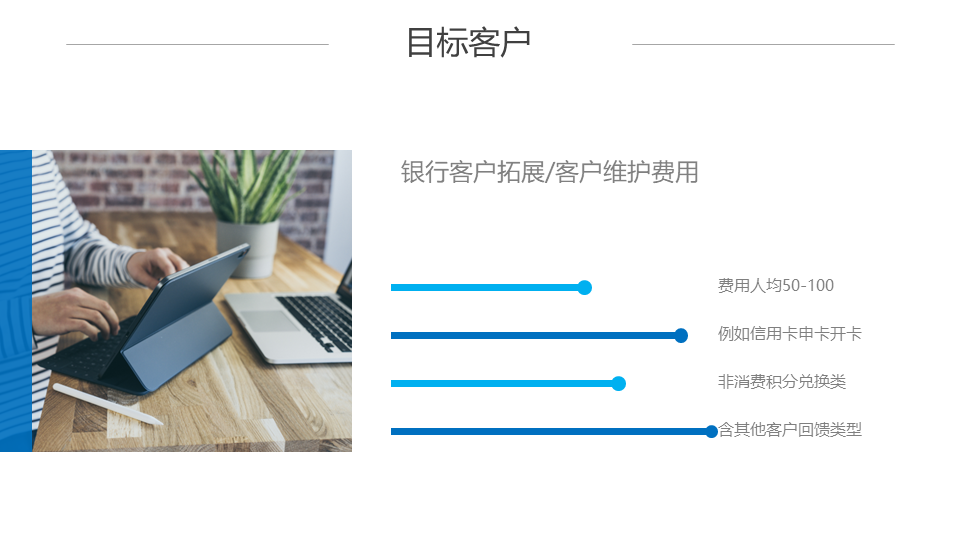 目标客户
银行客户拓展/客户维护费用
费用人均50-100
例如信用卡申卡开卡
非消费积分兑换类
含其他客户回馈类型